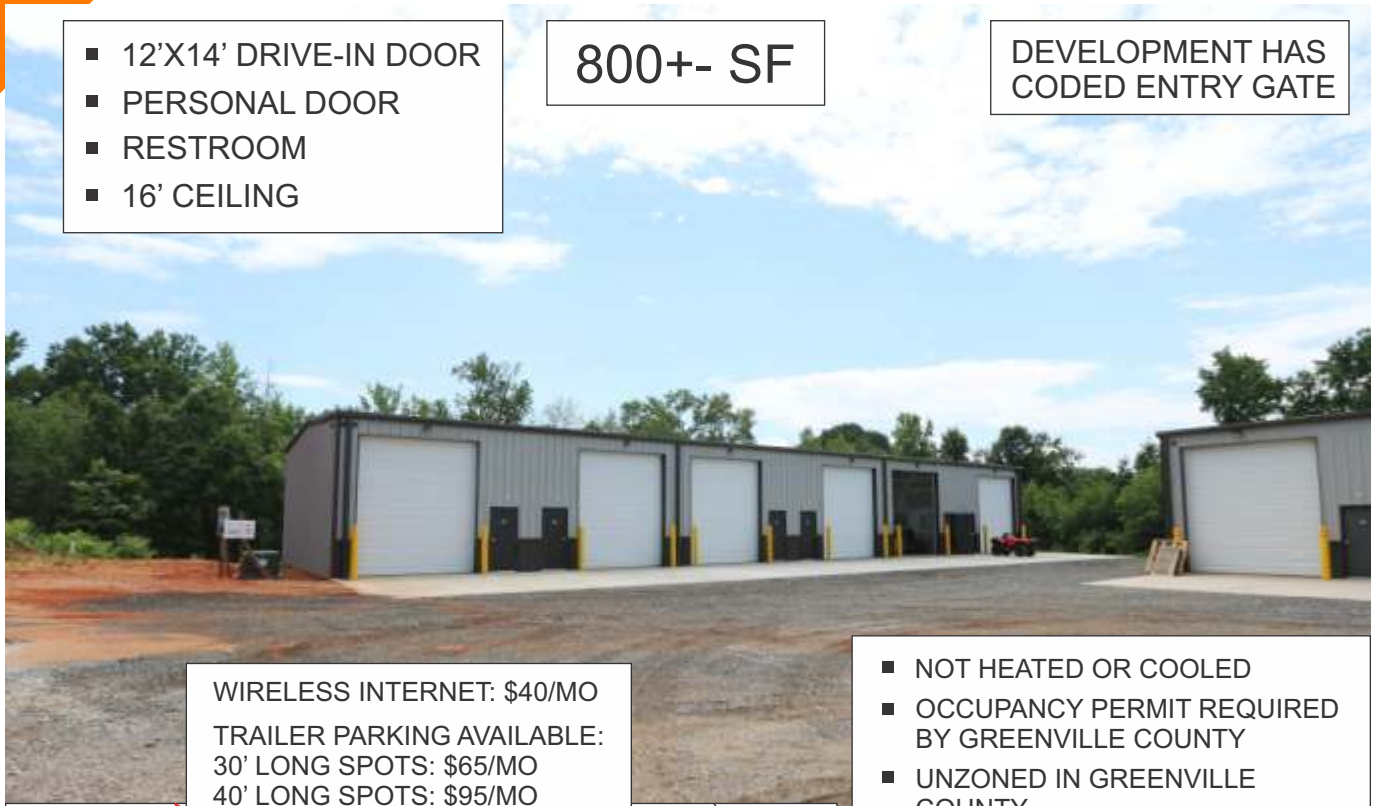 ■ 12’X14’ DRIVE-IN DOOR
■ PERSONAL DOOR
■ RESTROOM
■ 16’ CEILING
800+- SF
DEVELOPMENT HAS
CODED ENTRY GATE
WIRELESS INTERNET: $40/MO
TRAILER PARKING AVAILABLE:
30’ LONG SPOTS: $65/MO
40’ LONG SPOTS: $95/MO
■ NOT HEATED OR COOLED
■ OCCUPANCY PERMIT REQUIRED
BY GREENVILLE COUNTY
■ UNZONED IN GREENVILLE
COUNTY